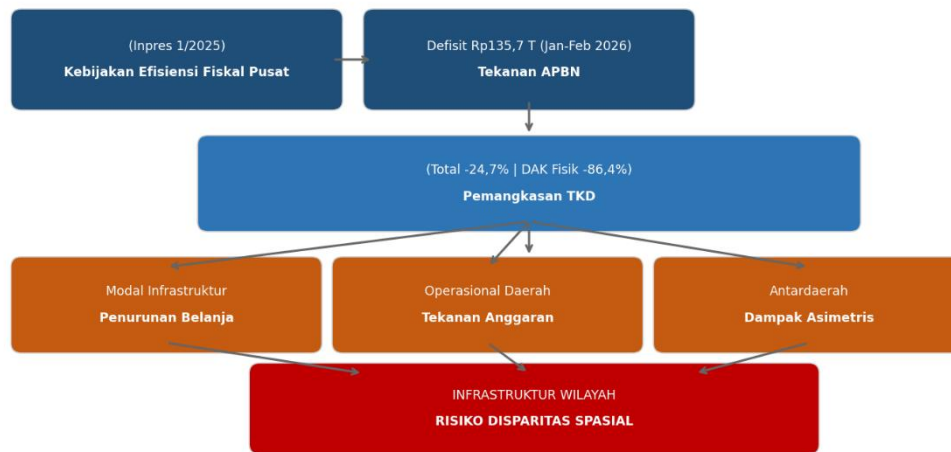 (Inpres 1/2025)
Kebijakan Efisiensi Fiskal Pusat
Defisit Rp135,7 T (Jan-Feb 2026)
Tekanan APBN
(Total -24,7% | DAK Fisik -86,4%)
Pemangkasan TKD
Modal Infrastruktur
Penurunan Belanja
Operasional Daerah
Tekanan Anggaran
Antardaerah
Dampak Asimetris
INFRASTRUKTUR WILAYAH
RISIKO DISPARITAS SPASIAL